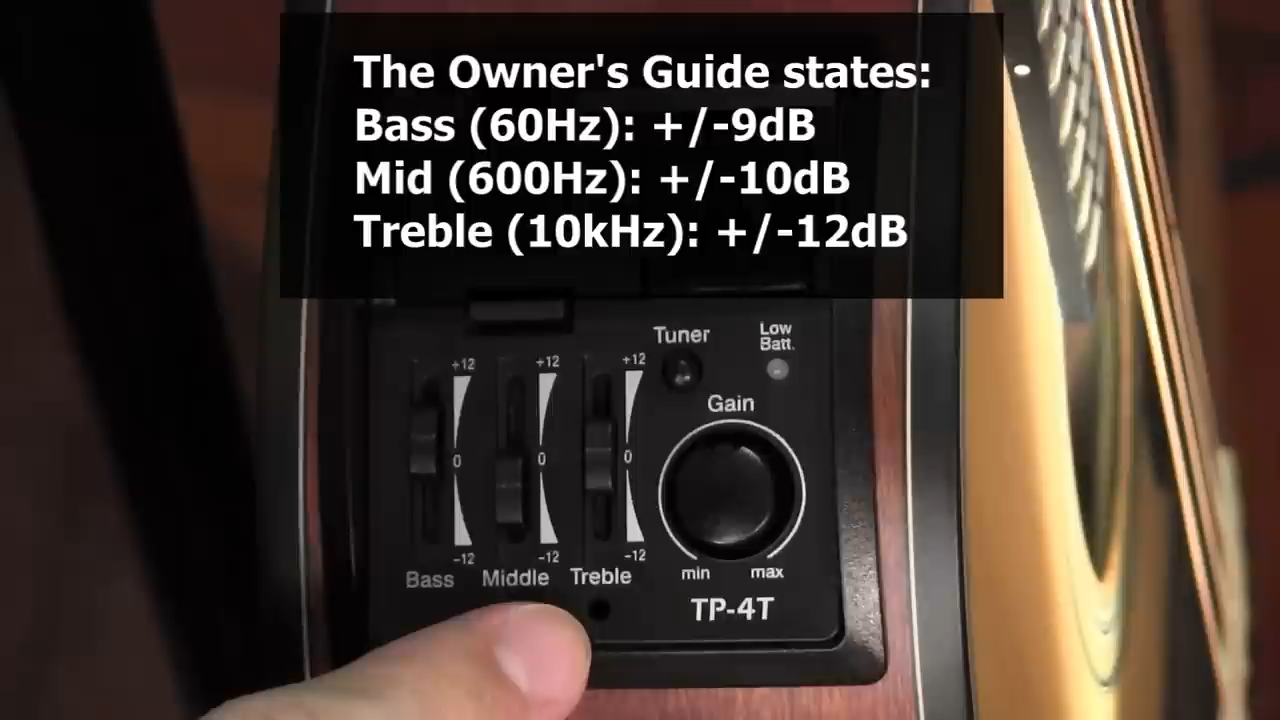 The Owner's Guide states:
Bass (60Hz): +/-9dB
Mid (600Hz): +/-10dB
Treble (10kHz): +/-12dB
Tuner
Low
Batt.
+12
+12
+12
Gain
0
0
0
-12
-12
-12
Bass
Middle
Treble
min
max
TP-4T